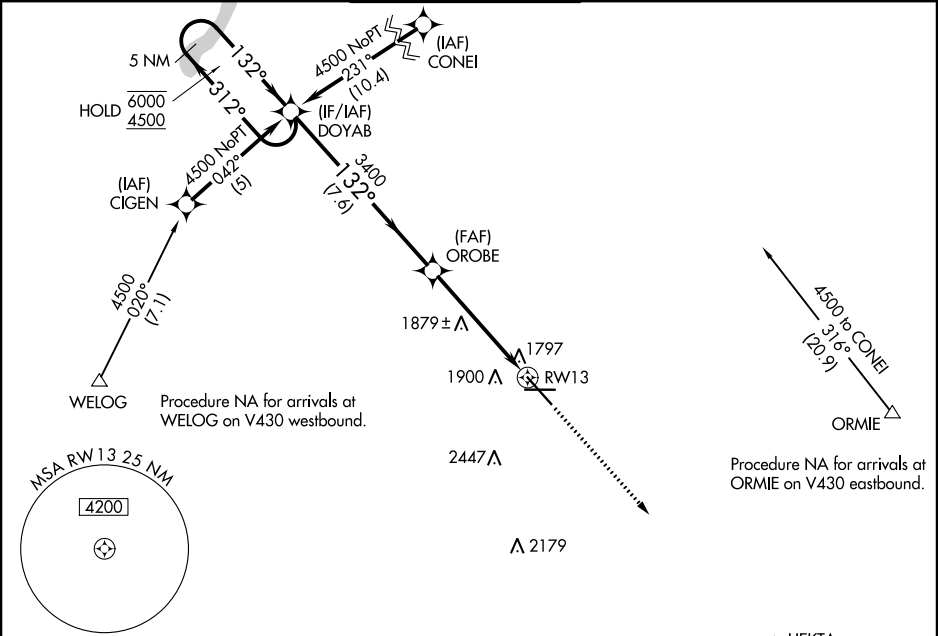 5 NM
132°
312°
HOLD 6000
4500
4500 NoPT
231°
(10.4)
(IAF)
CONEI
(IF/IAF)
DOYAB
4500 NoPT
042°
(5)
(IAF)
CIGEN
3400
132°
(7.6)
(FAF)
OROBE
4500
020°
(7.1)
WELOG
Procedure NA for arrivals at
WELOG on V430 westbound.
1879 ±
1797
1900
RW13
2447
2179
4500 to CONEI
316°
(20.9)
ORMIE
Procedure NA for arrivals at
ORMIE on V430 eastbound.
MSA RW13 25 NM
4200